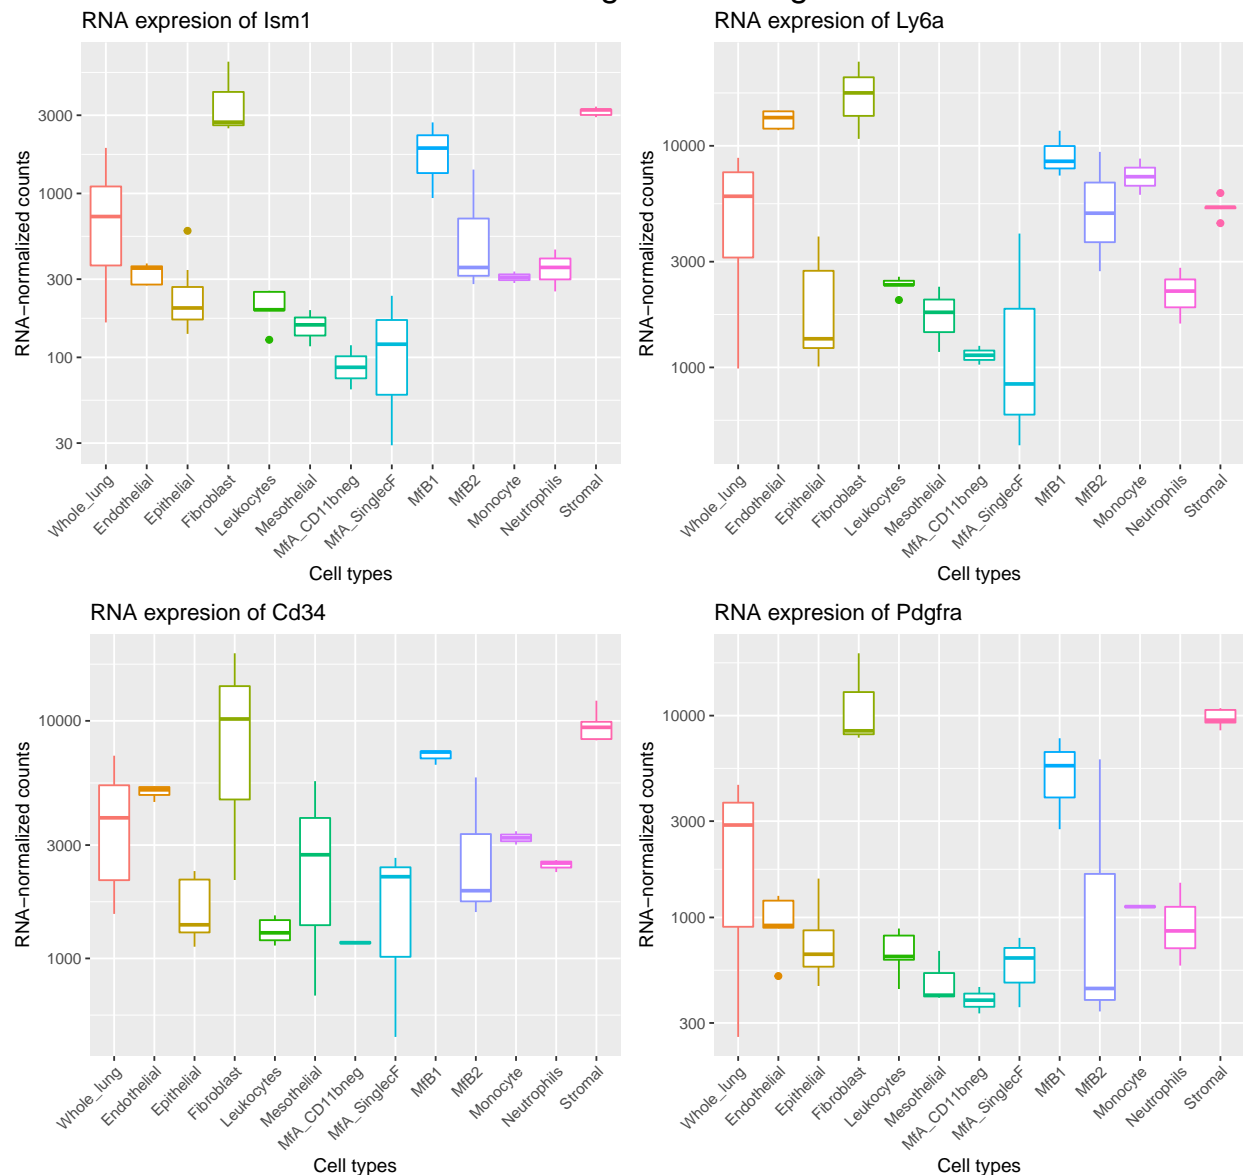 RNA expresion of Ism1
RNA−normalized counts
3000
1000
300
100
30
Whole_lung
Endothelial
Epithelial
Fibroblast
Leukocytes
Mesothelial
MfA_CD11bneg
MfA_SinglecF
MfB1
MfB2
Monocyte
Neutrophils
Stromal
Cell types
RNA expresion of Ly6a
RNA−normalized counts
10000
3000
1000
Whole_lung
Endothelial
Epithelial
Fibroblast
Leukocytes
Mesothelial
MfA_CD11bneg
MfA_SinglecF
MfB1
MfB2
Monocyte
Neutrophils
Stromal
Cell types
RNA expresion of Cd34
RNA−normalized counts
10000
3000
1000
Whole_lung
Endothelial
Epithelial
Fibroblast
Leukocytes
Mesothelial
MfA_CD11bneg
MfA_SinglecF
MfB1
MfB2
Monocyte
Neutrophils
Stromal
Cell types
RNA expresion of Pdgfra
RNA−normalized counts
10000
3000
1000
300
Whole_lung
Endothelial
Epithelial
Fibroblast
Leukocytes
Mesothelial
MfA_CD11bneg
MfA_SinglecF
MfB1
MfB2
Monocyte
Neutrophils
Stromal
Cell types